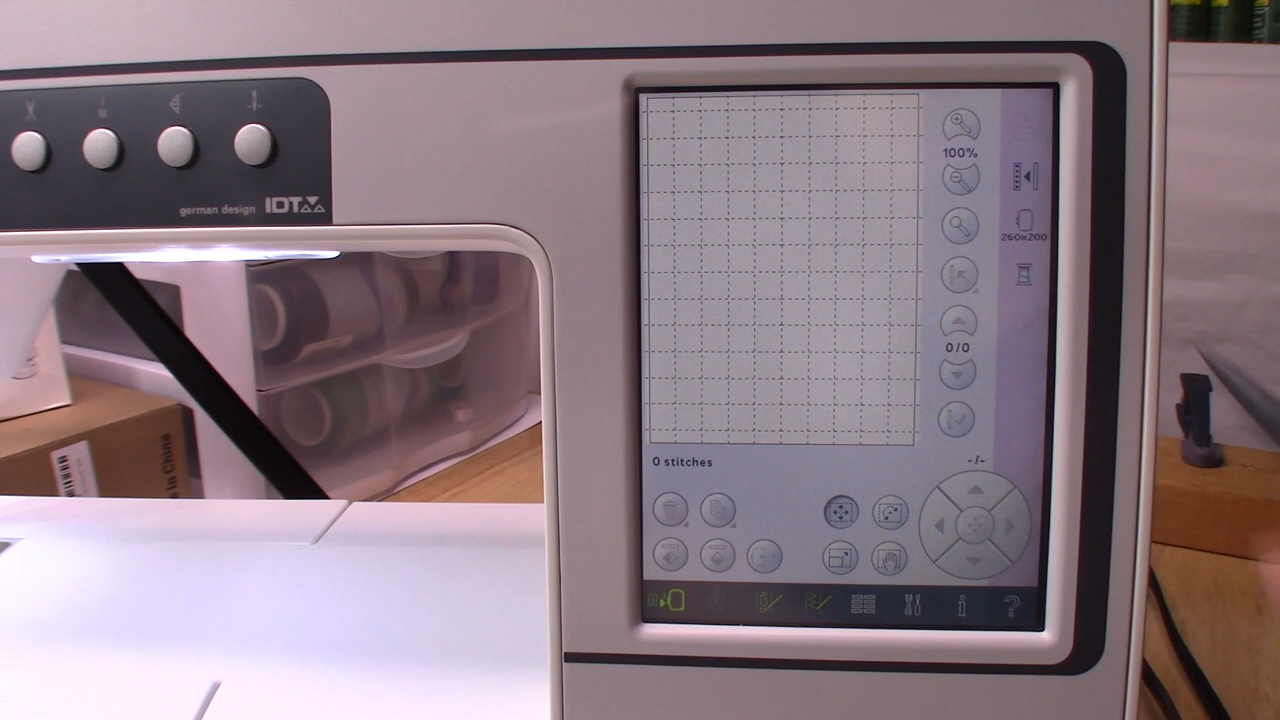 german design IDT
100%
260x200
0/0
0 stitches
-/-
in China